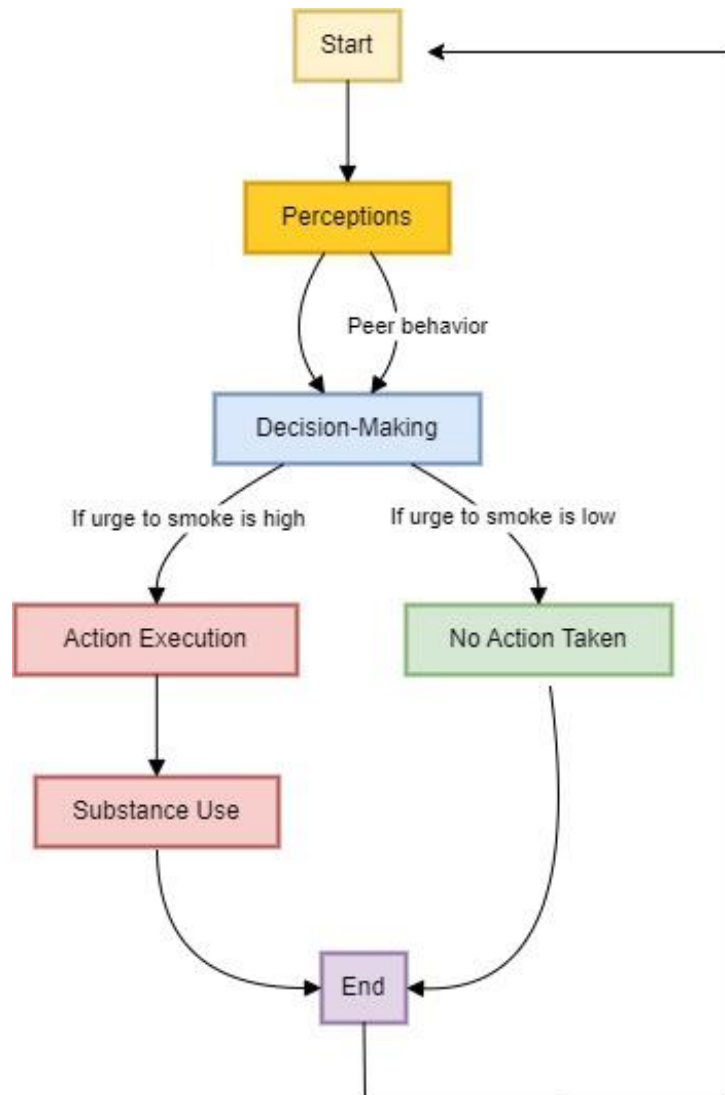 Start
Perceptions
Peer behavior
Decision-Making
If urge to smoke is high
If urge to smoke is low
Action Execution
No Action Taken
Substance Use
End